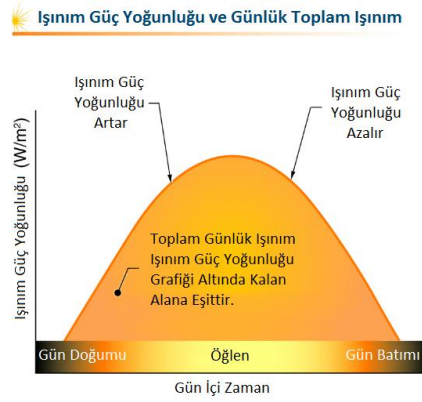 Işınım Güç Yoğunluğu ve Günlük Toplam Işınım
Işınım Güç
Yoğunluğu
Artar
Işınım Güç
Yoğunluğu
Azalır
Işınım Güç Yoğunluğu (W/m²)
Toplam Günlük Işınım
Işınım Güç Yoğunluğu
Grafiği Altında Kalan
Alana Eşittir.
Gün Doğumu
Öğlen
Gün Batımı
Gün İçi Zaman